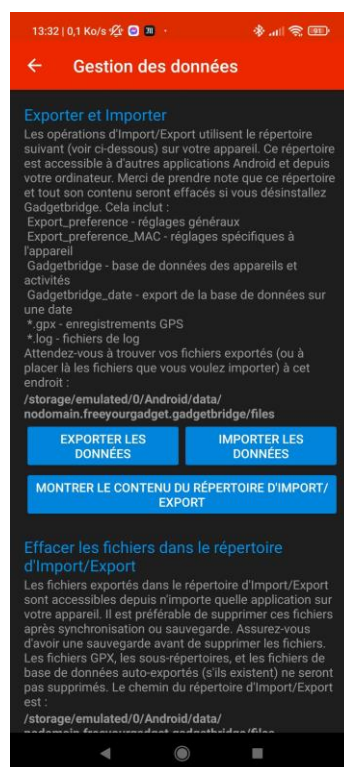 13:32 | 0,1 Ko/s
Gestion des données
Exporter et Importer
Les opérations d'Import/Export utilisent le répertoire
suivant (voir ci-dessous) sur votre appareil. Ce répertoire
est accessible à d'autres applications Android et depuis
votre ordinateur. Merci de prendre note que ce répertoire
et tout son contenu seront effacés si vous désinstallez
Gadgetbridge. Cela inclut :
Export_preference - réglages généraux
Export_preference_MAC - réglages spécifiques à
l'appareil
Gadgetbridge - base de données des appareils et
activités
Gadgetbridge_date - export de la base de données sur
une date
*.gpx - enregistrements GPS
*.log - fichiers de log
Attendez-vous à trouver vos fichiers exportés (ou à
placer là les fichiers que vous voulez importer) à cet
endroit :
/storage/emulated/0/Android/data/
nodomain.freeyourgadget.gadgetbridge/files
EXPORTER LES
DONNÉES
IMPORTER LES
DONNÉES
MONTRER LE CONTENU DU RÉPERTOIRE D'IMPORT/
EXPORT
Effacer les fichiers dans le répertoire
d'Import/Export
Les fichiers exportés dans le répertoire d'Import/Export
sont accessibles depuis n'importe quelle application sur
votre appareil. Il est préférable de supprimer ces fichiers
après synchronisation ou sauvegarde. Assurez-vous
d'avoir une sauvegarde avant de supprimer les fichiers.
Les fichiers GPX, les sous-répertoires, et les fichiers de
base de données auto-exportés (s'ils existent) ne seront
pas supprimés. Le chemin du répertoire d'Import/Export
est :
/storage/emulated/0/Android/data/
nodomain.freeyourgadget.gadgetbridge/files